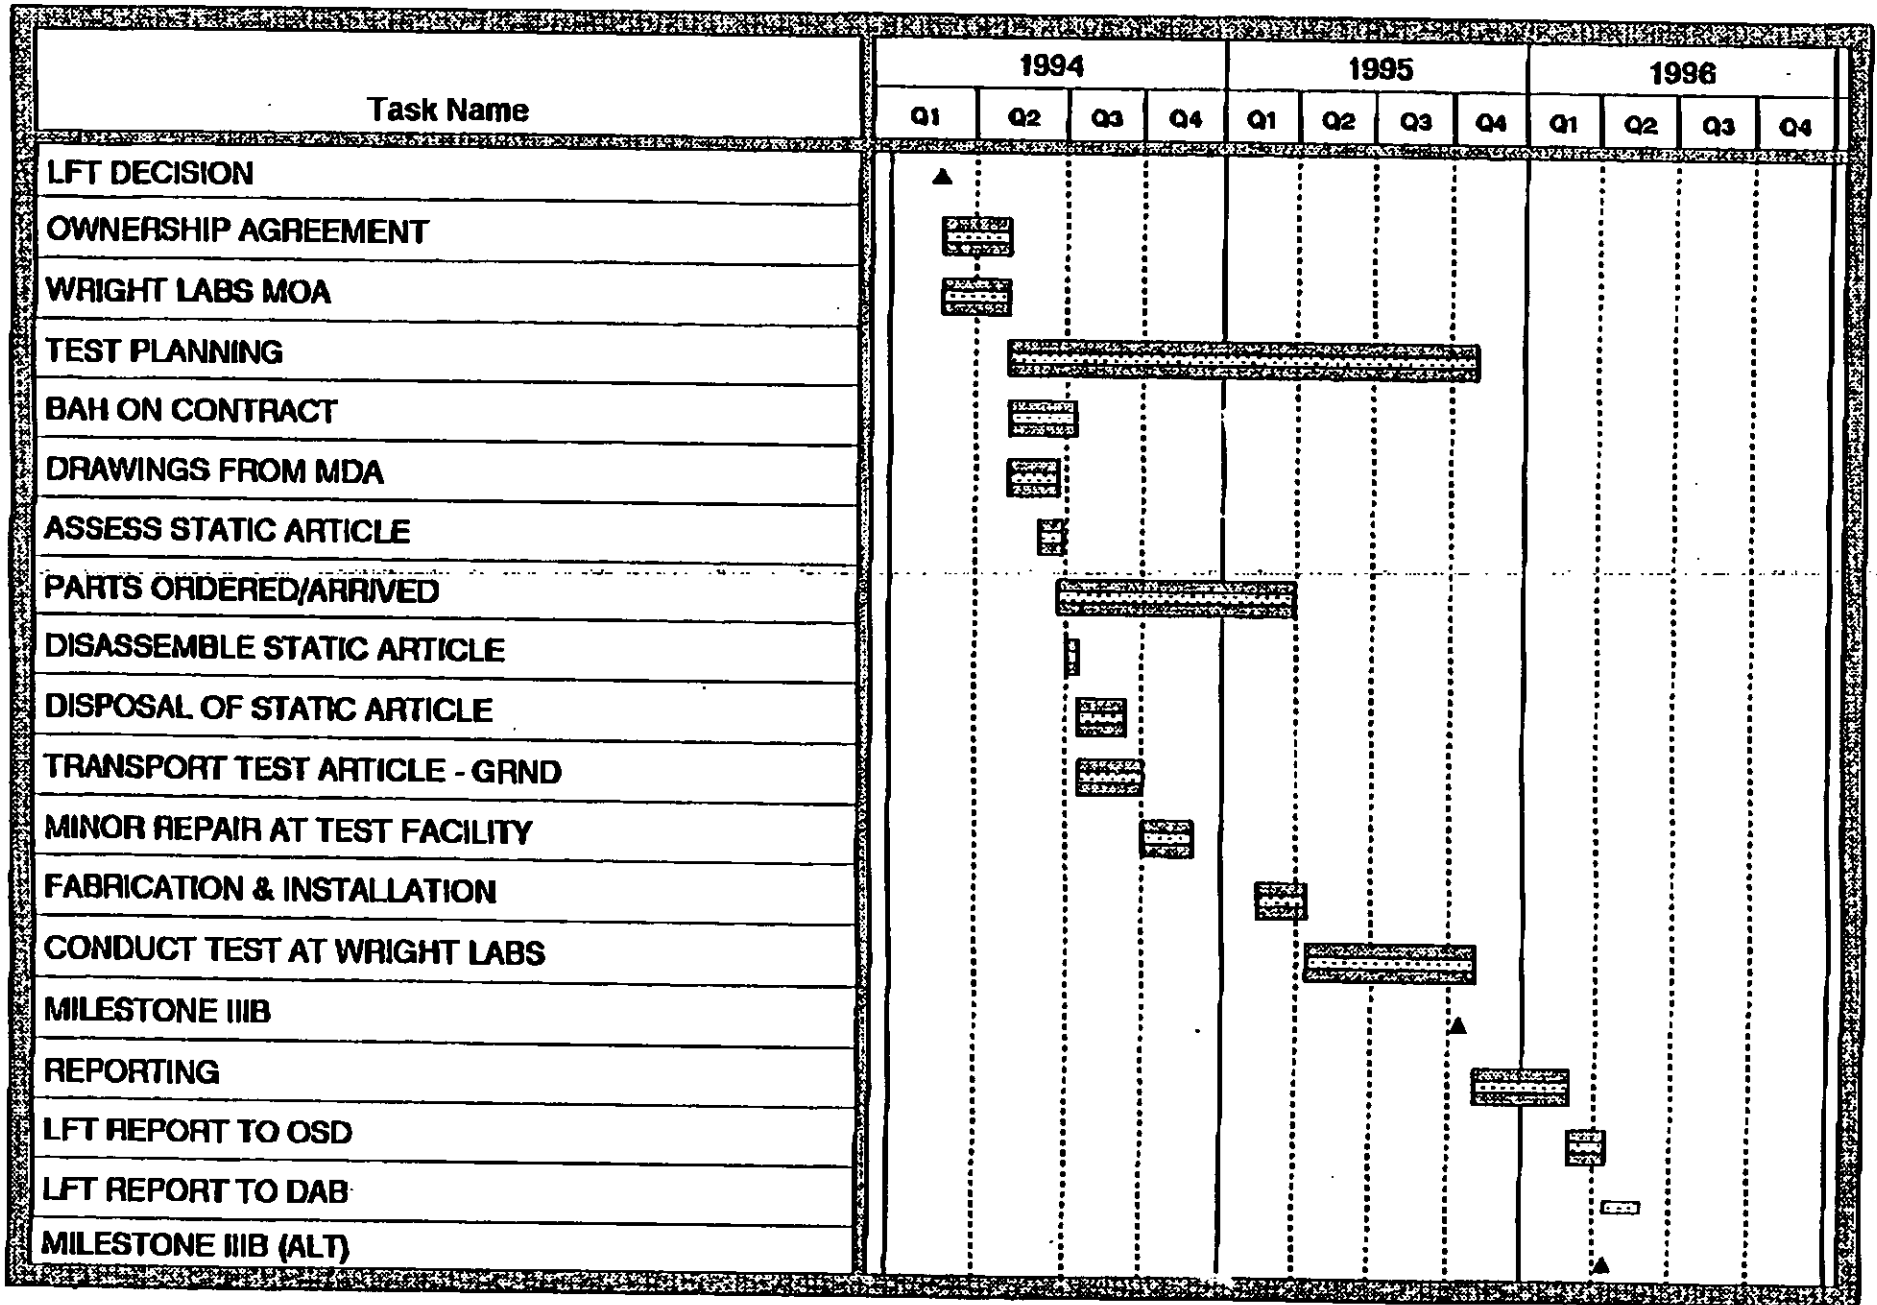 1994 1995 1996
Task Name Q1 Q2 Q3 Q4 Q1 Q2 Q3 Q4 Q1 Q2 Q3 Q4
LFT DECISION
OWNERSHIP AGREEMENT
WRIGHT LABS MOA
TEST PLANNING
BAH ON CONTRACT
DRAWINGS FROM MDA
ASSESS STATIC ARTICLE
PARTS ORDERED/ARRIVED
DISASSEMBLE STATIC ARTICLE
DISPOSAL OF STATIC ARTICLE
TRANSPORT TEST ARTICLE - GRND
MINOR REPAIR AT TEST FACILITY
FABRICATION & INSTALLATION
CONDUCT TEST AT WRIGHT LABS
MILESTONE IIIB
REPORTING
LFT REPORT TO OSD
LFT REPORT TO DAB
MILESTONE IIIB (ALT)